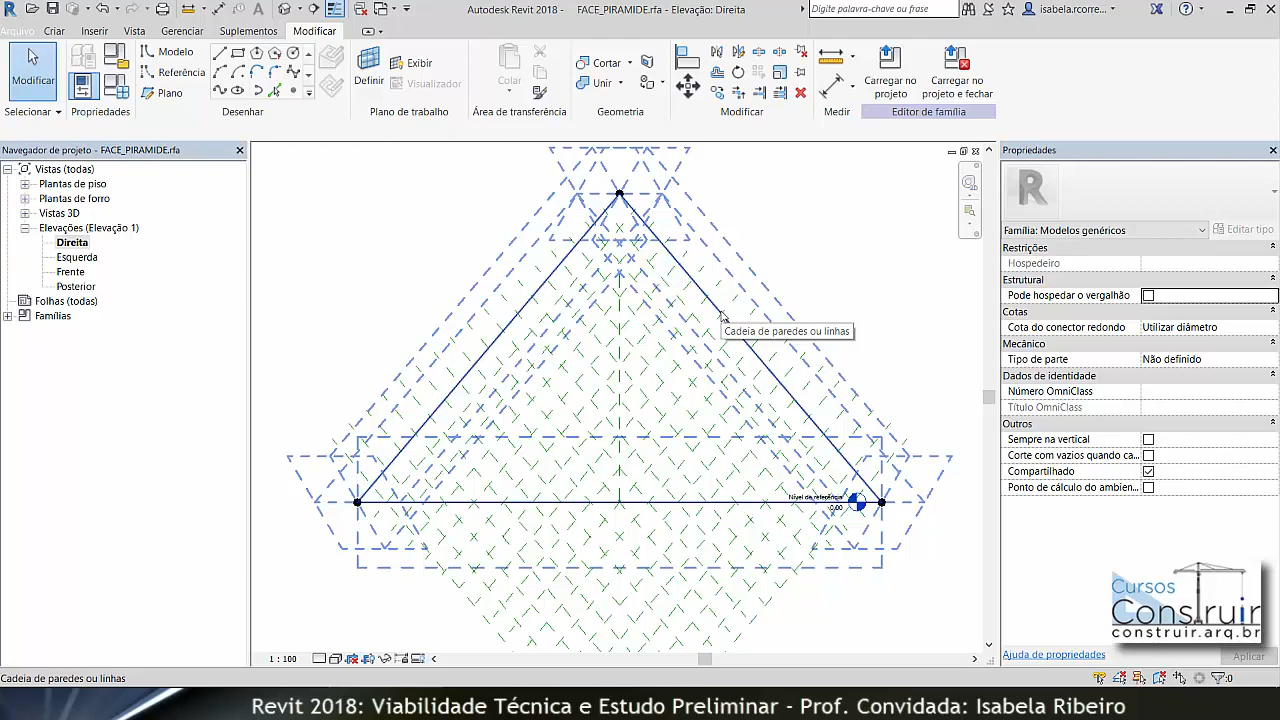 Autodesk Revit 2018 - FACE_PIRAMIDE.rfa - Elevação: Direita
Digite palavra-chave ou frase
isabela.rcorre...
Arquivo Criar Inserir Vista Gerenciar Suplementos Modificar
Modificar
Selecionar
Propriedades
Modelo
Referência
Plano
Desenhar
Definir
Exibir
Visualizador
Plano de trabalho
Colar
Área de transferência
Cortar
Unir
Geometria
Modificar
Medir
Carregar no projeto
Carregar no projeto e fechar
Editor de família
Navegador de projeto - FACE_PIRAMIDE.rfa
Vistas (todas)
Plantas de piso
Plantas de forro
Vistas 3D
Elevações (Elevação 1)
Direita
Esquerda
Frente
Posterior
Folhas (todas)
Famílias
Cadeia de paredes ou linhas
Nível de referência
0.00
Propriedades
R
Família: Modelos genéricos
Editar tipo
Restrições
Hospedeiro
Estrutural
Pode hospedar o vergalhão
Cotas
Cota do conector redondo Utilizar diâmetro
Mecânico
Tipo de parte Não definido
Dados de identidade
Número OmniClass
Título OmniClass
Outros
Sempre na vertical
Corte com vazios quando ca...
Compartilhado
Ponto de cálculo do ambien...
Cursos
Construir
construir.arq.br
Ajuda de propriedades
Aplicar
1 : 100
Cadeia de paredes ou linhas
:0
Revit 2018: Viabilidade Técnica e Estudo Preliminar - Prof. Convidada: Isabela Ribeiro